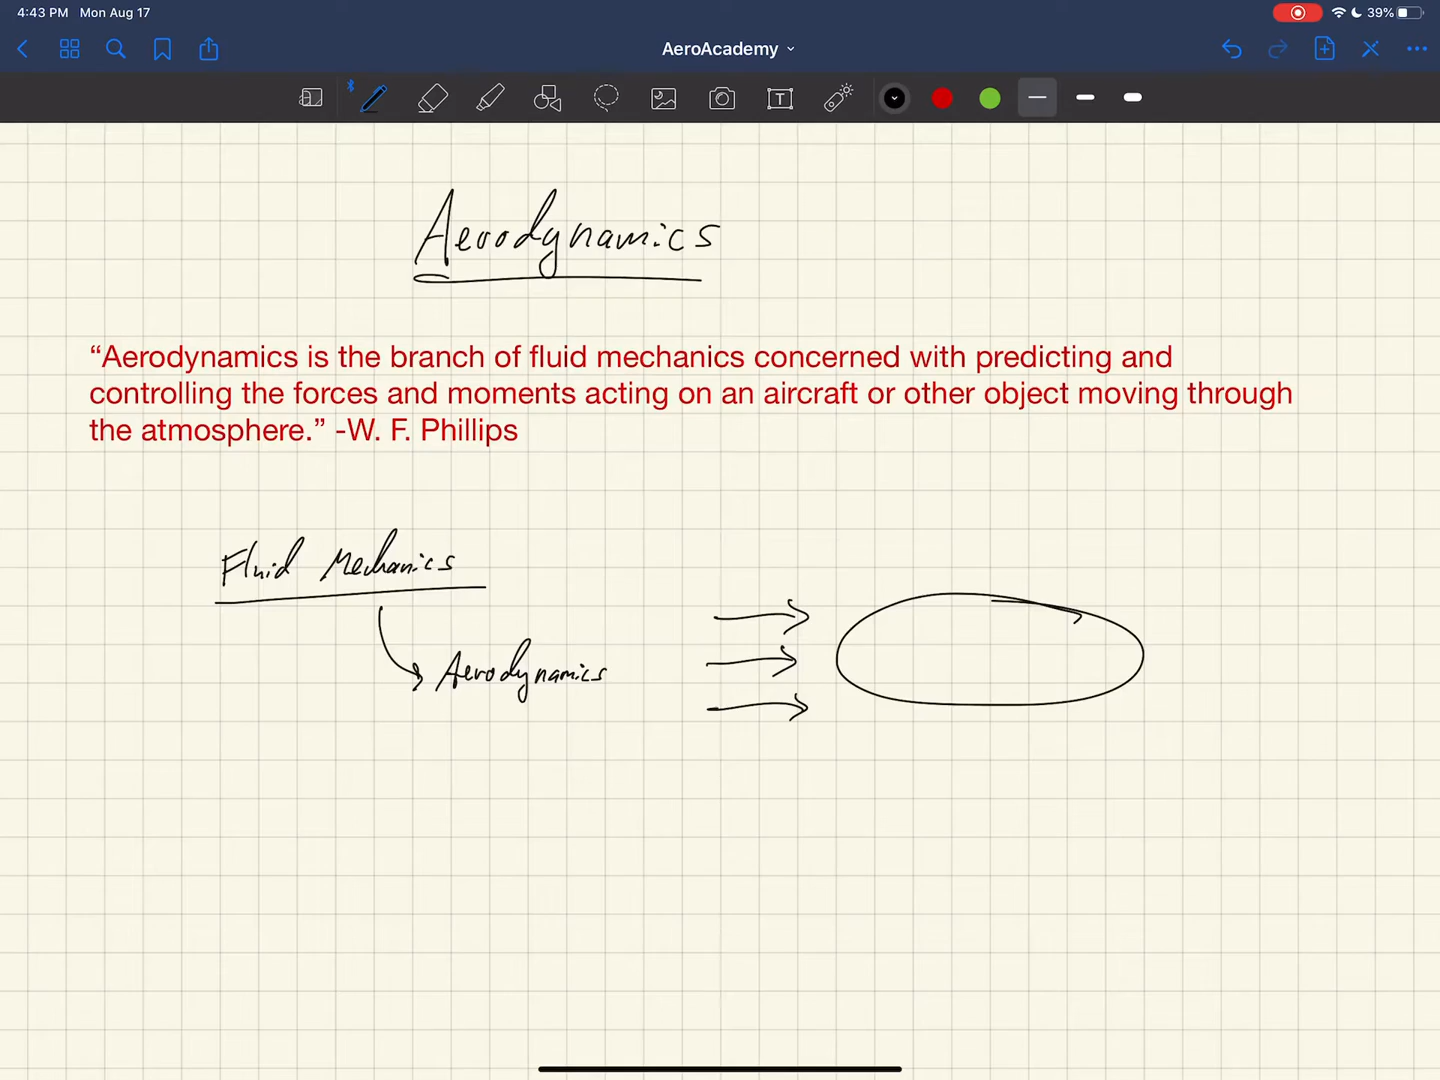 4:43 PM Mon Aug 17
39%
AeroAcademy
T
Aerodynamics
“Aerodynamics is the branch of fluid mechanics concerned with predicting and
controlling the forces and moments acting on an aircraft or other object moving through
the atmosphere.” -W. F. Phillips
Fluid Mechanics
Aerodynamics